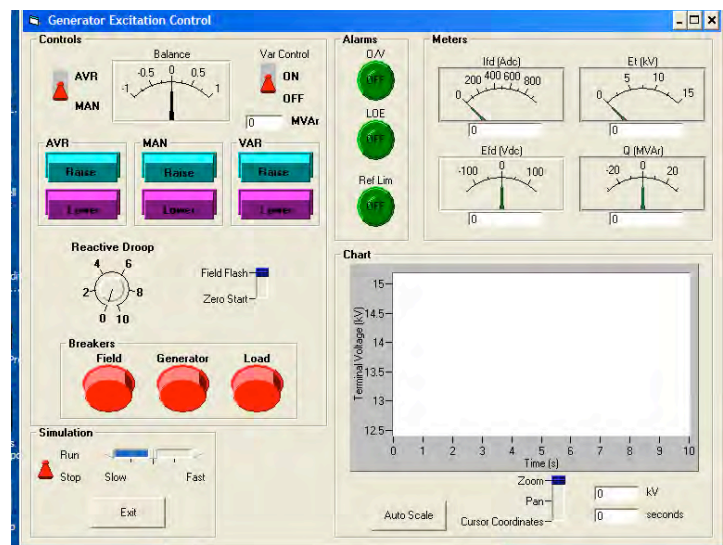 Generator Excitation Control
Controls
AVR
MAN
Balance
-1 -0.5 0 0.5 1
Var Control
ON
OFF
0 MVAr
AVR
MAN
VAR
Raise
Raise
Raise
Lower
Lower
Lower
Reactive Droop
0 2 4 6 8 10
Field Flash
Zero Start
Breakers
Field
Generator
Load
Simulation
Run
Stop
Slow
Fast
Exit
Alarms
O/V
OFF
LOE
OFF
Ref Lim
OFF
Meters
Ifd (Adc)
0 200 400 600 800
0
Et (kV)
0 5 10 15
0
Efd (Vdc)
-100 0 100
0
Q (MVAr)
-20 0 20
0
Chart
Terminal Voltage (kV)
15
14.5
14
13.5
13
12.5
0 1 2 3 4 5 6 7 8 9 10
Time (s)
Auto Scale
Zoom
Pan
Cursor Coordinates
0 kV
0 seconds